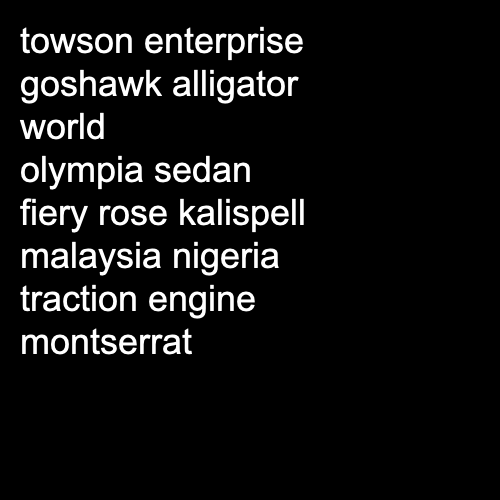 towson enterprise
goshawk alligator
world
olympia sedan
fiery rose kalispell
malaysia nigeria
traction engine
montserrat